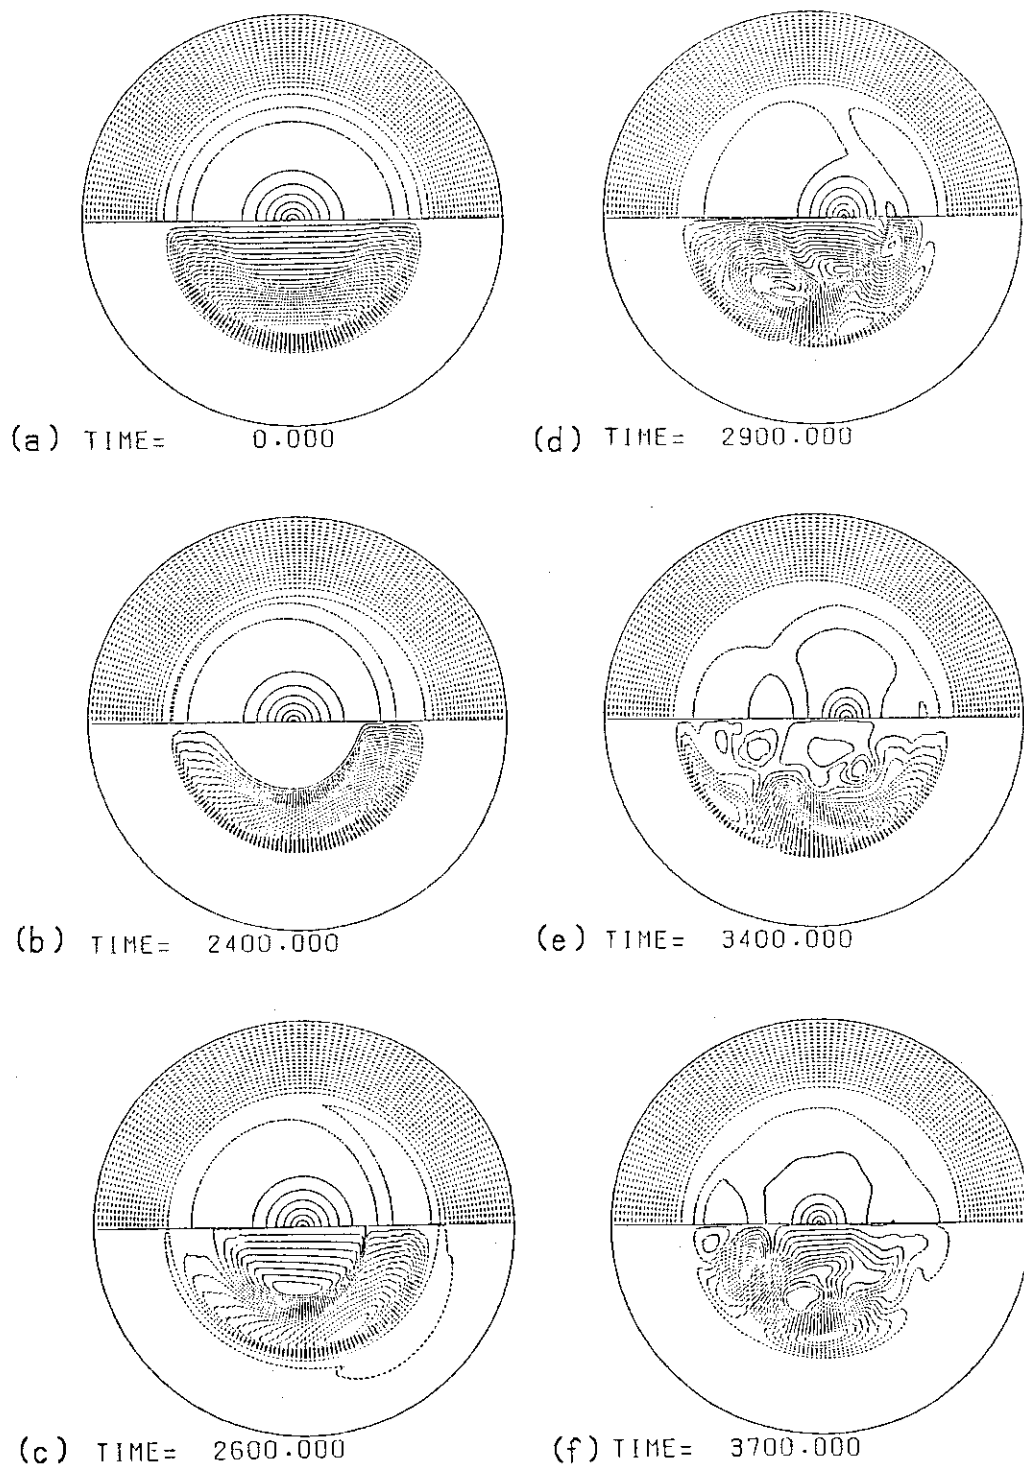 (a) TIME= 0.000
(d) TIME= 2900.000
(b) TIME= 2400.000
(e) TIME= 3400.000
(c) TIME= 2600.000
(f) TIME= 3700.000